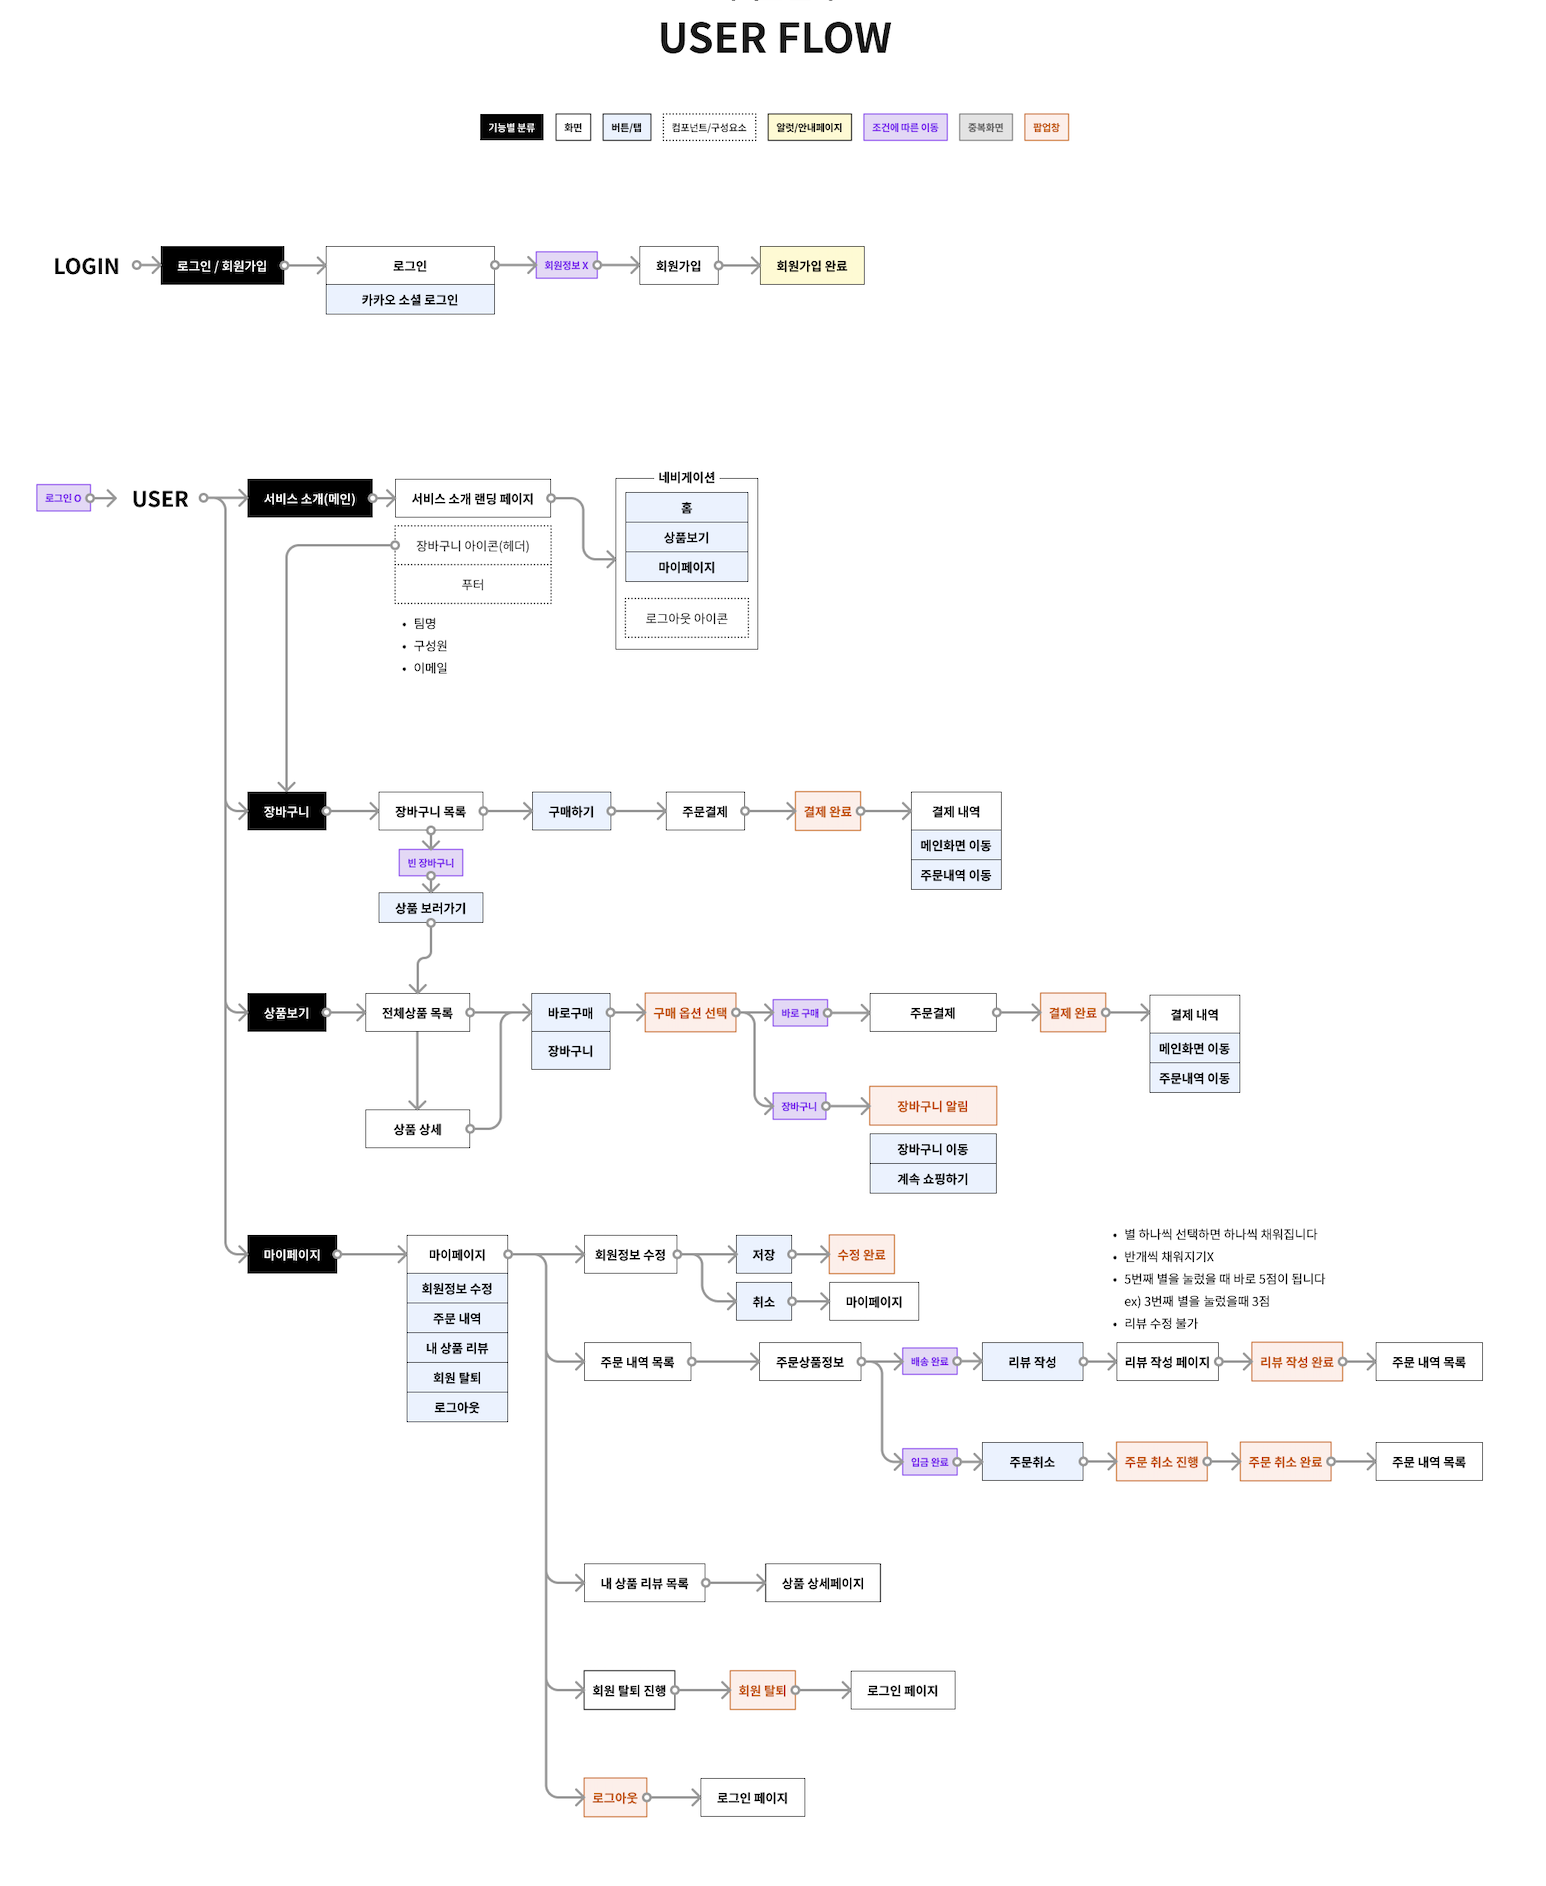 USER FLOW
기능별 분류
화면
버튼/탭
컴포넌트/구성요소
알럿/안내페이지
조건에 따른 이동
중복화면
팝업창
LOGIN
로그인 / 회원가입
로그인
카카오 소셜 로그인
회원정보 X
회원가입
회원가입 완료
로그인 O
USER
서비스 소개(메인)
서비스 소개 랜딩 페이지
장바구니 아이콘(헤더)
푸터
• 팀명
• 구성원
• 이메일
네비게이션
홈
상품보기
마이페이지
로그아웃 아이콘
장바구니
장바구니 목록
구매하기
주문결제
결제 완료
결제 내역
메인화면 이동
주문내역 이동
빈 장바구니
상품 보러가기
상품보기
전체상품 목록
바로구매
장바구니
구매 옵션 선택
바로 구매
주문결제
결제 완료
결제 내역
메인화면 이동
주문내역 이동
상품 상세
장바구니
장바구니 알림
장바구니 이동
계속 쇼핑하기
마이페이지
마이페이지
회원정보 수정
주문 내역
내 상품 리뷰
회원 탈퇴
로그아웃
회원정보 수정
저장
수정 완료
취소
마이페이지
• 별 하나씩 선택하면 하나씩 채워집니다
• 반개씩 채워지기X
• 5번째 별을 눌렀을 때 바로 5점이 됩니다
ex) 3번째 별을 눌렀을때 3점
• 리뷰 수정 불가
주문 내역 목록
주문상품정보
배송 완료
리뷰 작성
리뷰 작성 페이지
리뷰 작성 완료
주문 내역 목록
입금 완료
주문취소
주문 취소 진행
주문 취소 완료
주문 내역 목록
내 상품 리뷰 목록
상품 상세페이지
회원 탈퇴 진행
회원 탈퇴
로그인 페이지
로그아웃
로그인 페이지